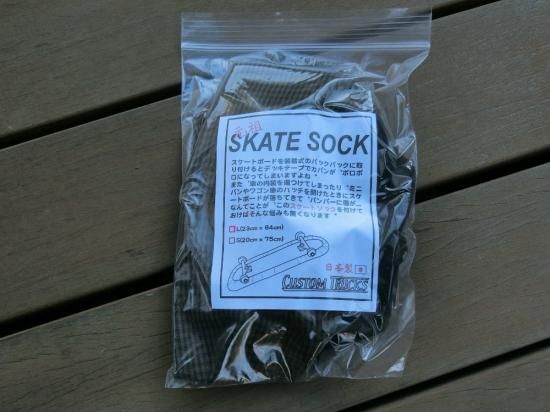 元祖
SKATE SOCK
スケートボードを装着式のバックパックに取
り付けるとデッキテープでカバンが〝ボロボ
ロになってしまいますよね〞
また〝車の内装を傷つけてしまったり〝ミニ
バンやワゴン車のハッチを開けたときにスケ
ートボードが落ちてきて〝バンパーに傷が…
なんてことが〝このスケートソックを付けて
おけばそんな悩みも無くなります〞
L(23cm × 84cm)
S(20cm × 75cm)
日本製
CUSTOM TRUCKS